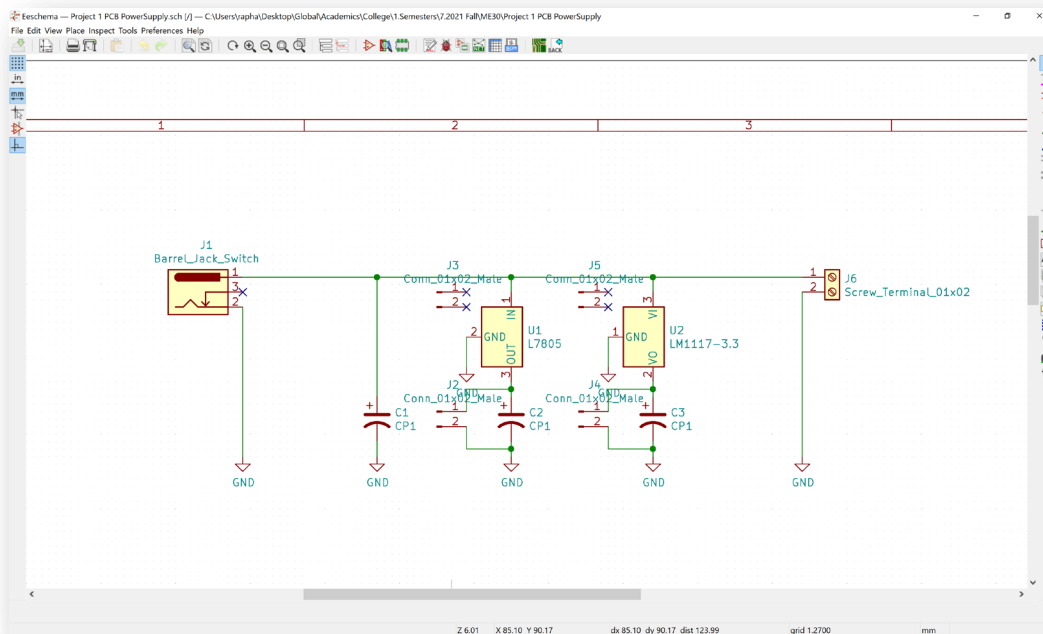 Eeschema — Project 1 PCB PowerSupply.sch [/] — C:\Users\rapha\Desktop\Global\Academics\College\1.Semesters\7.2021 Fall\ME30\Project 1 PCB PowerSupply
File Edit View Place Inspect Tools Preferences Help
BACK
in
mm
1 2 3
J1
Barrel_Jack_Switch
1
3
2
GND
C1
CP1
GND
J3
Conn_01x02_Male
1
2
1
IN
2
GND
OUT
3
U1
L7805
GND
J2
Conn_01x02_Male
1
2
C2
CP1
GND
J5
Conn_01x02_Male
1
2
3
VI
1
GND
VO
2
U2
LM1117-3.3
GND
J4
Conn_01x02_Male
1
2
C3
CP1
GND
1
2
J6
Screw_Terminal_01x02
GND
Z 6.01 X 85.10 Y 90.17 dx 85.10 dy 90.17 dist 123.99 grid 1.2700 mm